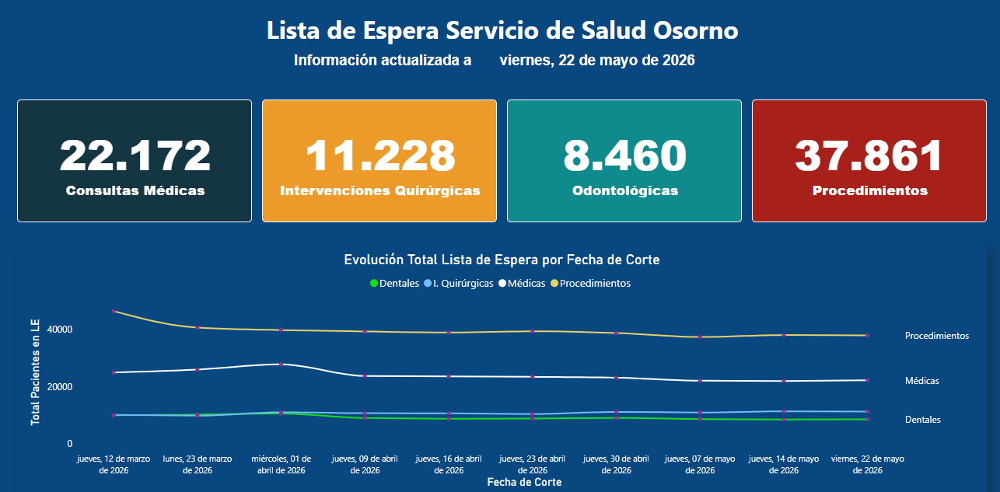 Lista de Espera Servicio de Salud Osorno
Información actualizada a viernes, 22 de mayo de 2026
22.172
Consultas Médicas
11.228
Intervenciones Quirúrgicas
8.460
Odontológicas
37.861
Procedimientos
Evolución Total Lista de Espera por Fecha de Corte
Dentales I. Quirúrgicas Médicas Procedimientos
Total Pacientes en LE
40000
20000
0
Procedimientos
Médicas
Dentales
jueves, 12 de marzo
de 2026
lunes, 23 de marzo
de 2026
miércoles, 01 de
abril de 2026
jueves, 09 de abril
de 2026
jueves, 16 de abril
de 2026
jueves, 23 de abril
de 2026
jueves, 30 de abril
de 2026
jueves, 07 de mayo
de 2026
jueves, 14 de mayo
de 2026
viernes, 22 de mayo
de 2026
Fecha de Corte